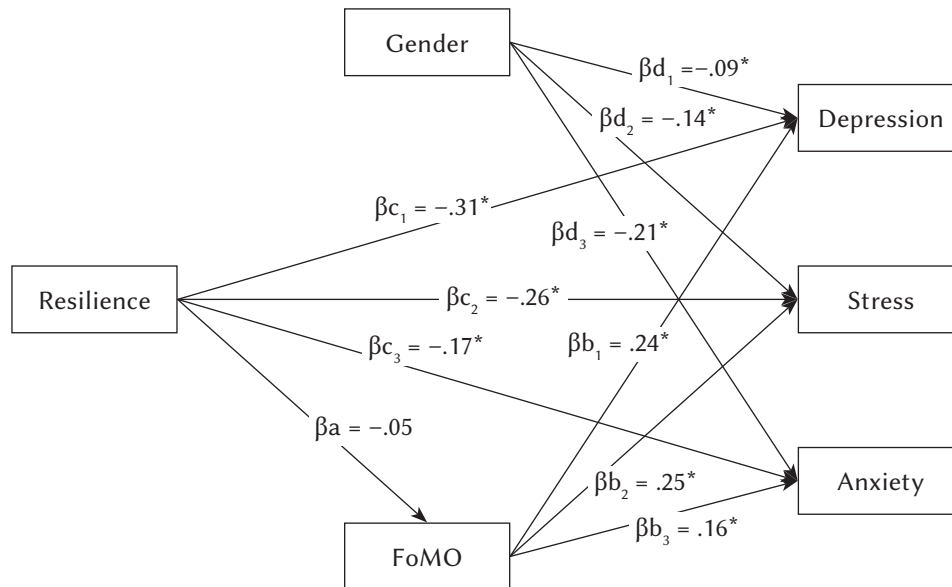 Gender
βd₁ =−.09*
Depression
βd₂ = −.14*
βc₁ = −.31*
βd₃ = −.21*
Resilience
βc₂ = −.26*
Stress
βc₃ = −.17*
βb₁ = .24*
βa = −.05
βb₂ = .25*
Anxiety
βb₃ = .16*
FoMO